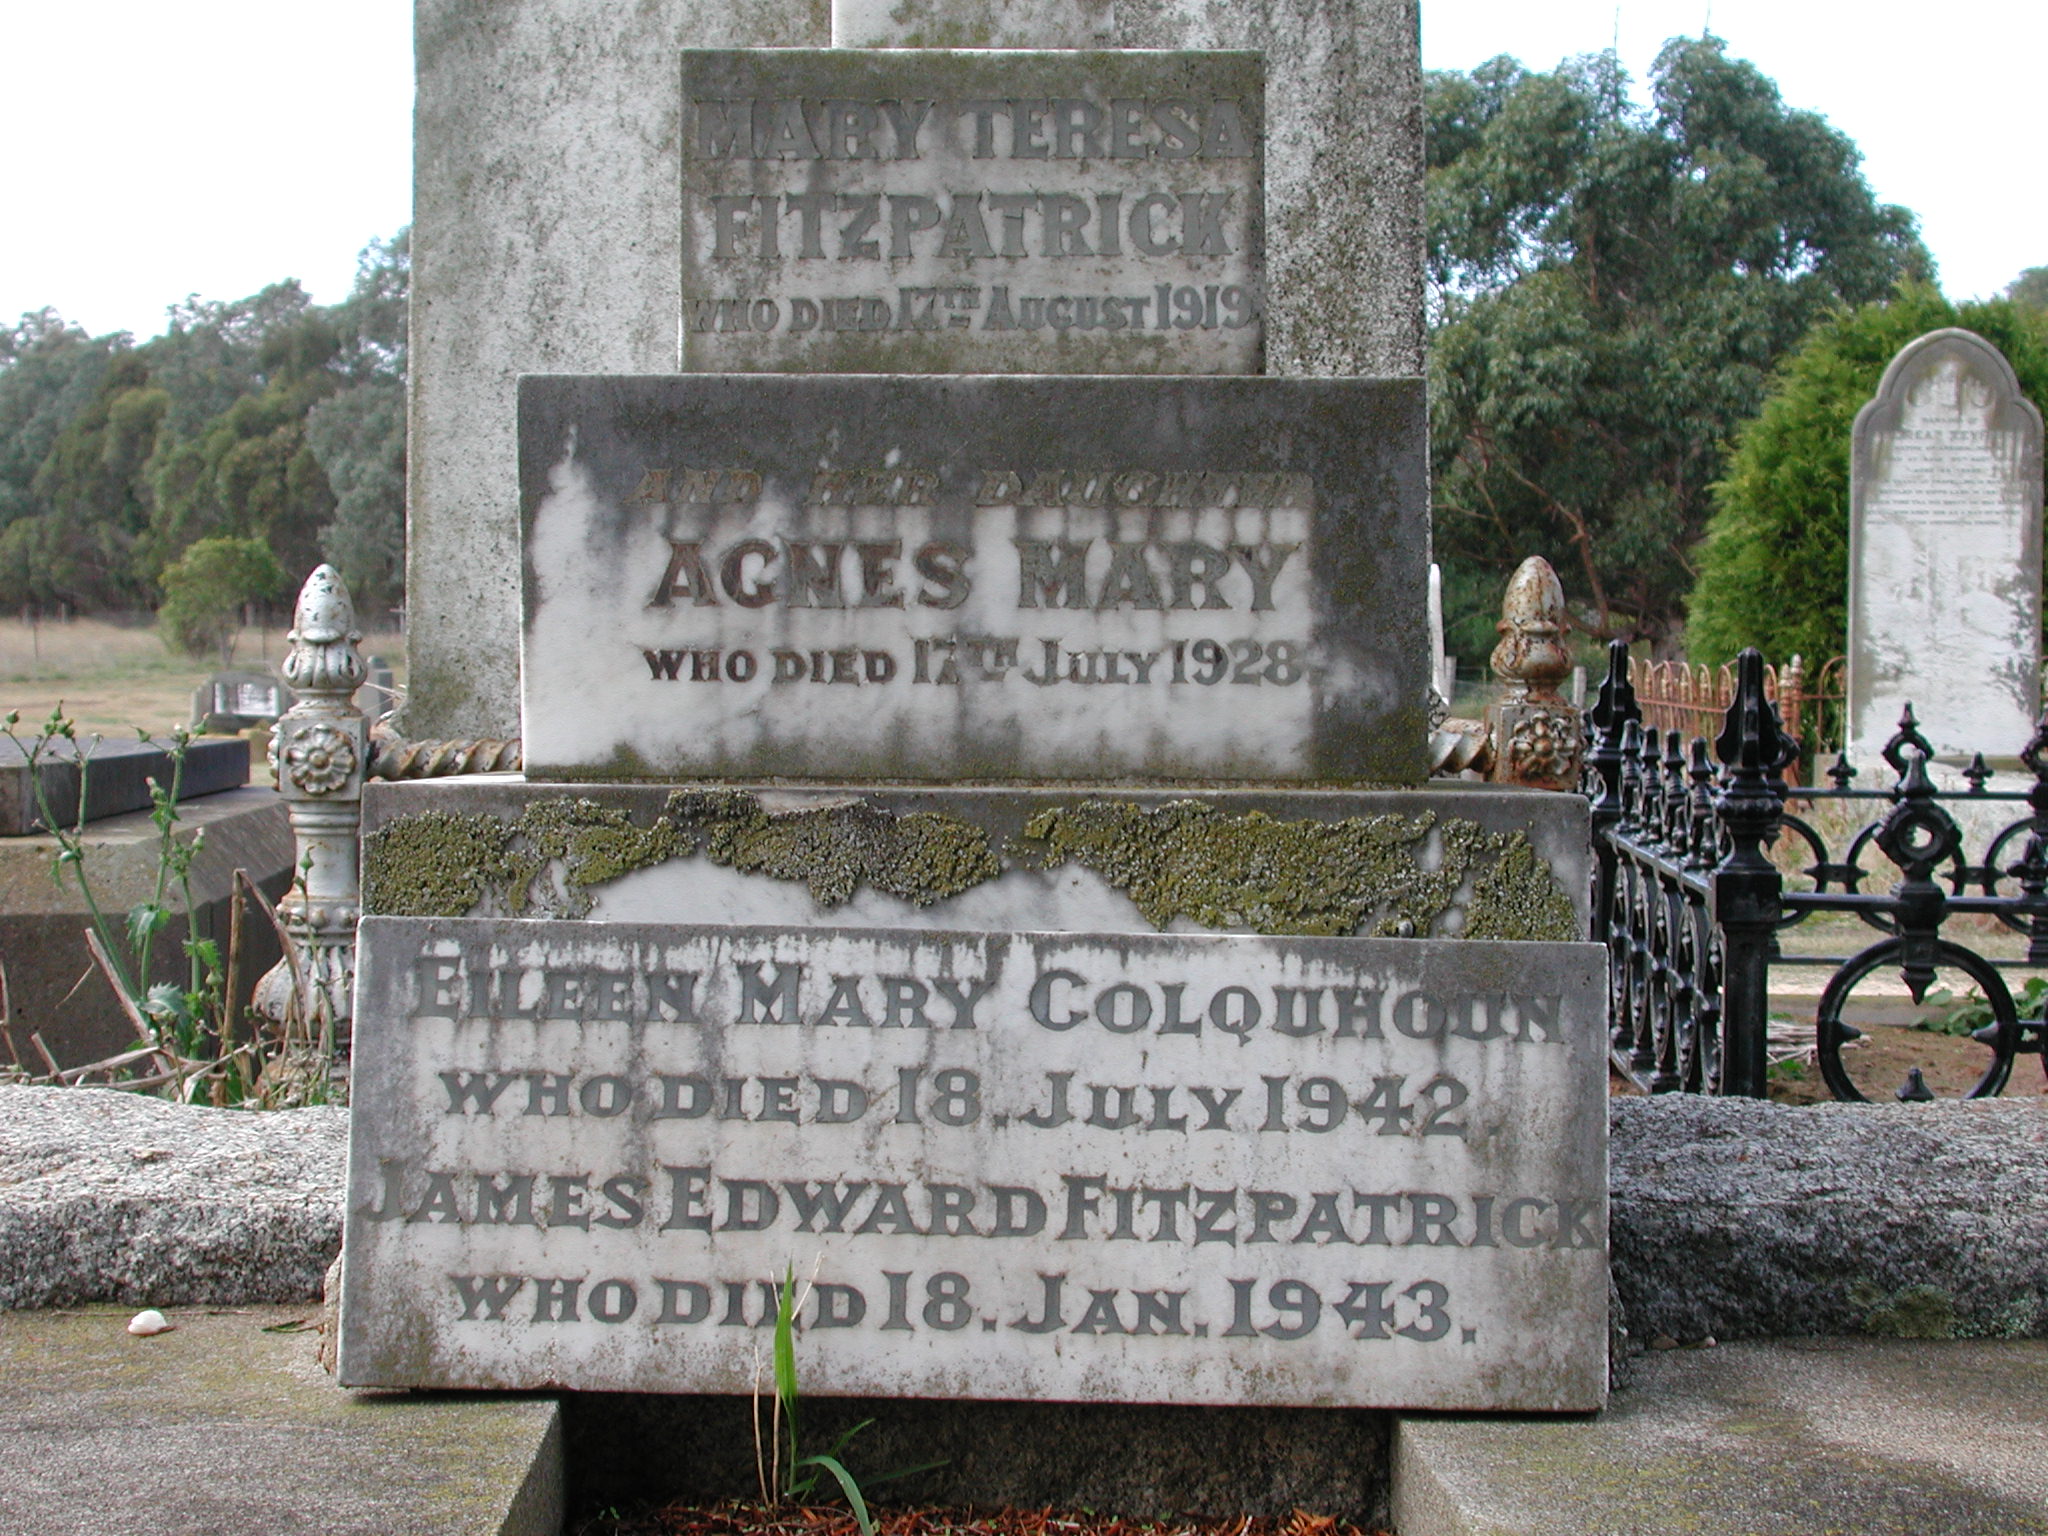 MARY TERESA
FITZPATRICK
WHO DIED 17TH AUGUST 1919
AND HER DAUGHTER
AGNES MARY
WHO DIED 17TH JULY 1928
EILEEN MARY COLQUHOUN
WHO DIED 18. JULY 1942.
JAMES EDWARD FITZPATRICK
WHO DIED 18. JAN. 1943.